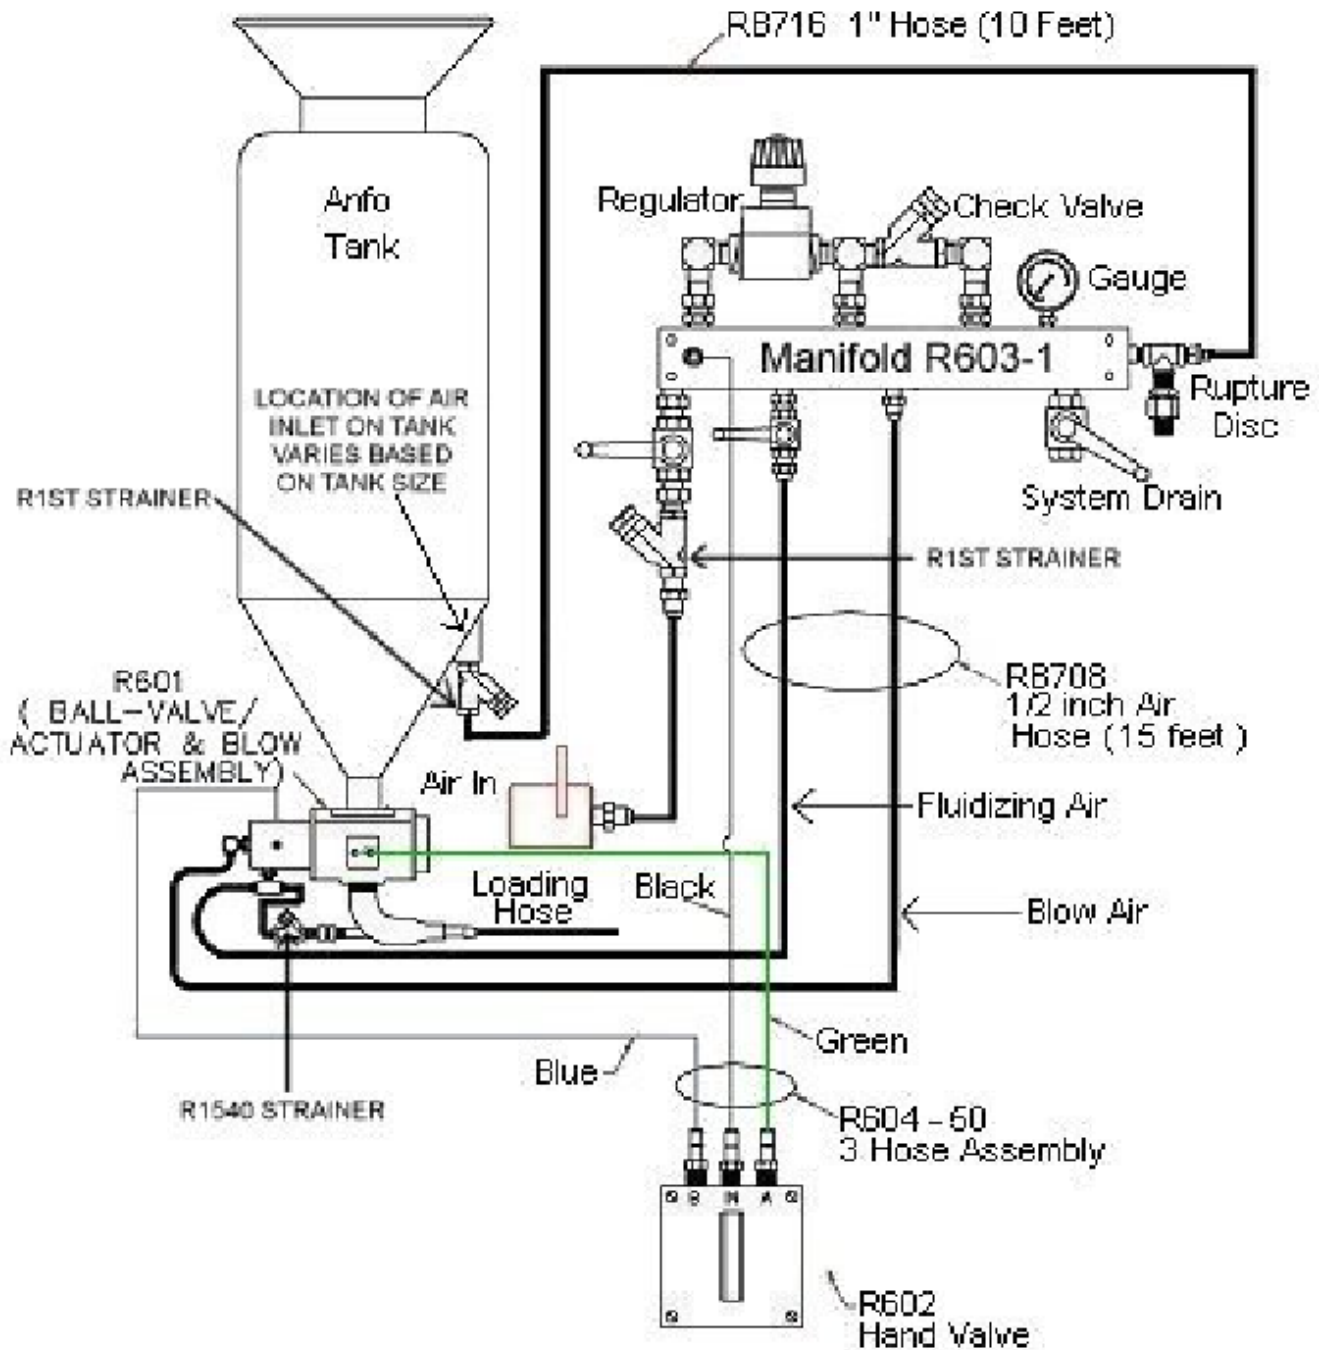 RB716 1" Hose (10 Feet)
Anfo
Tank
Regulator
Check Valve
Gauge
Manifold R603-1
Rupture
Disc
LOCATION OF AIR
INLET ON TANK
VARIES BASED
ON TANK SIZE
R1ST STRAINER
System Drain
R1ST STRAINER
R601
( BALL-VALVE/
ACTUATOR & BLOW
ASSEMBLY)
RB708
1/2 inch Air
Hose (15 feet)
Air In
Fluidizing Air
Loading
Hose
Black
Blow Air
Green
Blue
R1540 STRAINER
R604 - 50
3 Hose Assembly
B IN A
R602
Hand Valve